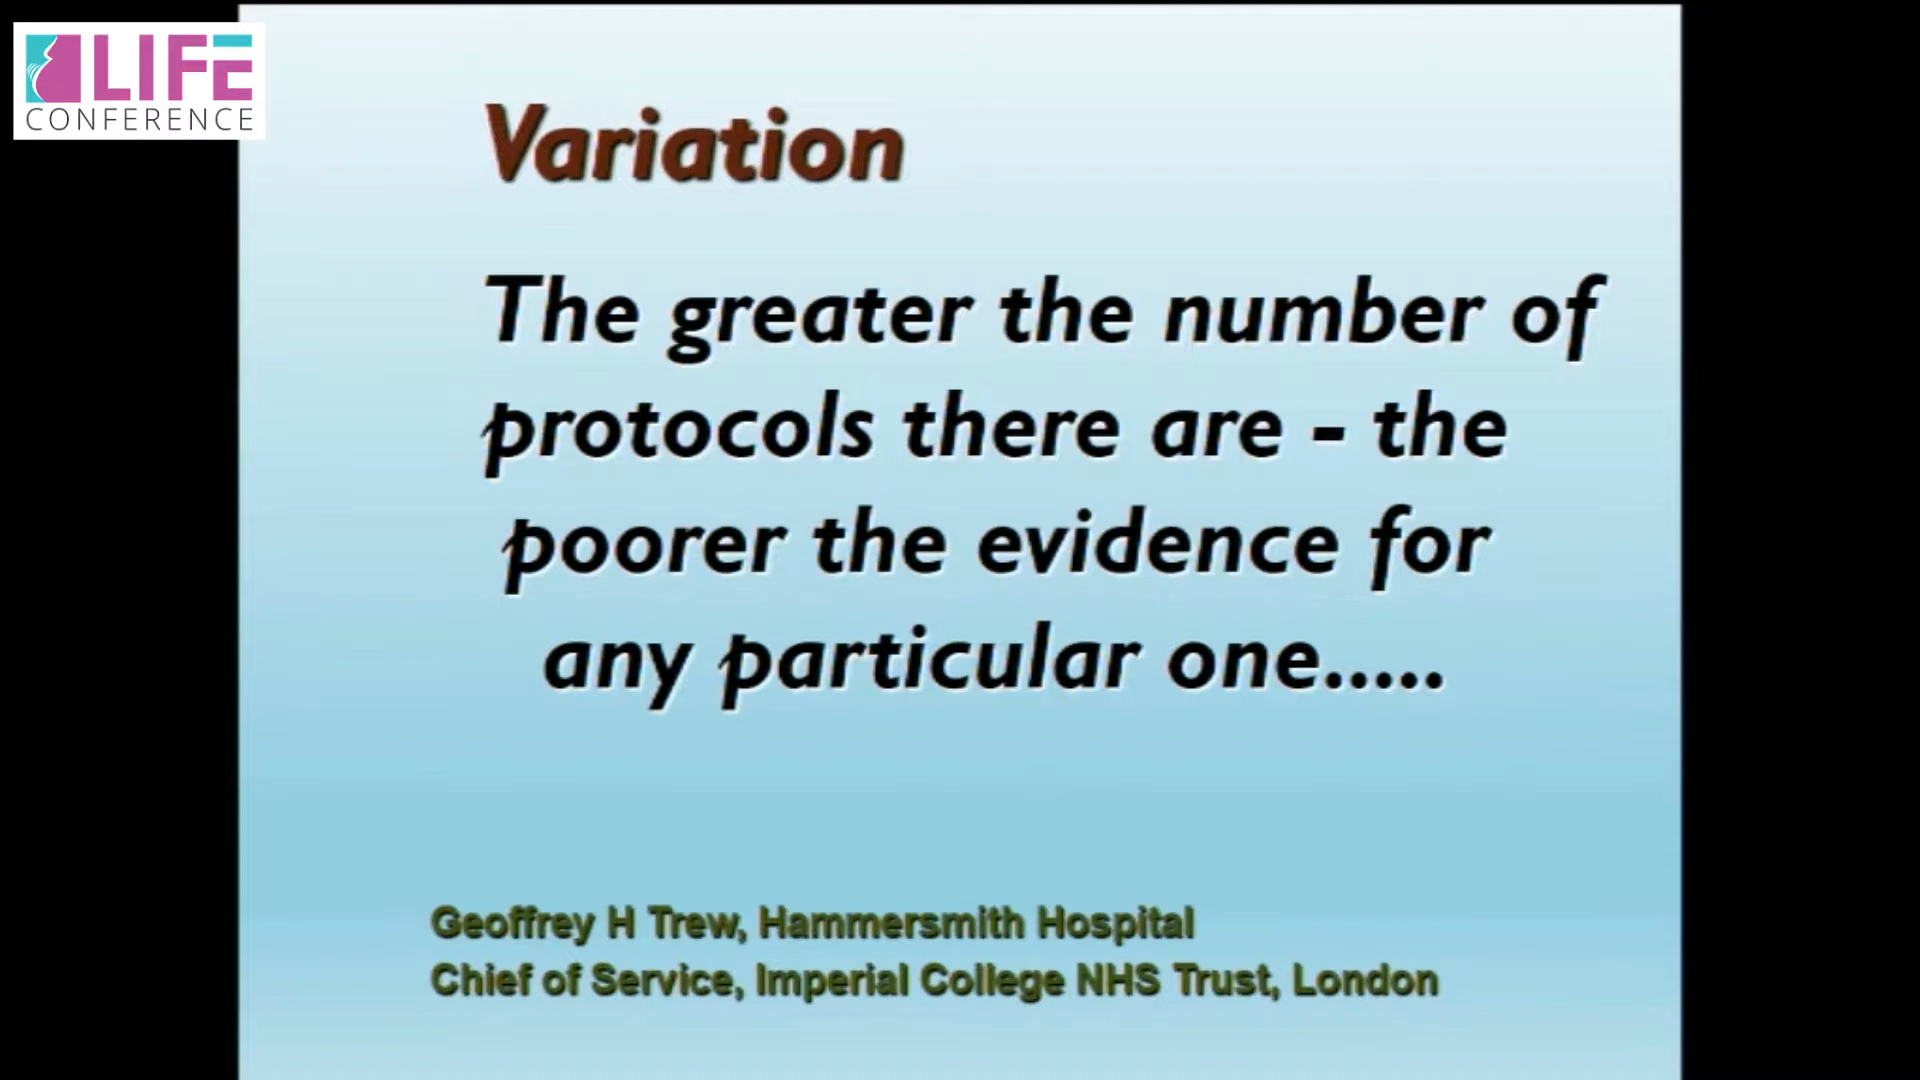 LIFE
CONFERENCE
Variation
The greater the number of
protocols there are - the
poorer the evidence for
any particular one.....
Geoffrey H Trew, Hammersmith Hospital
Chief of Service, Imperial College NHS Trust, London